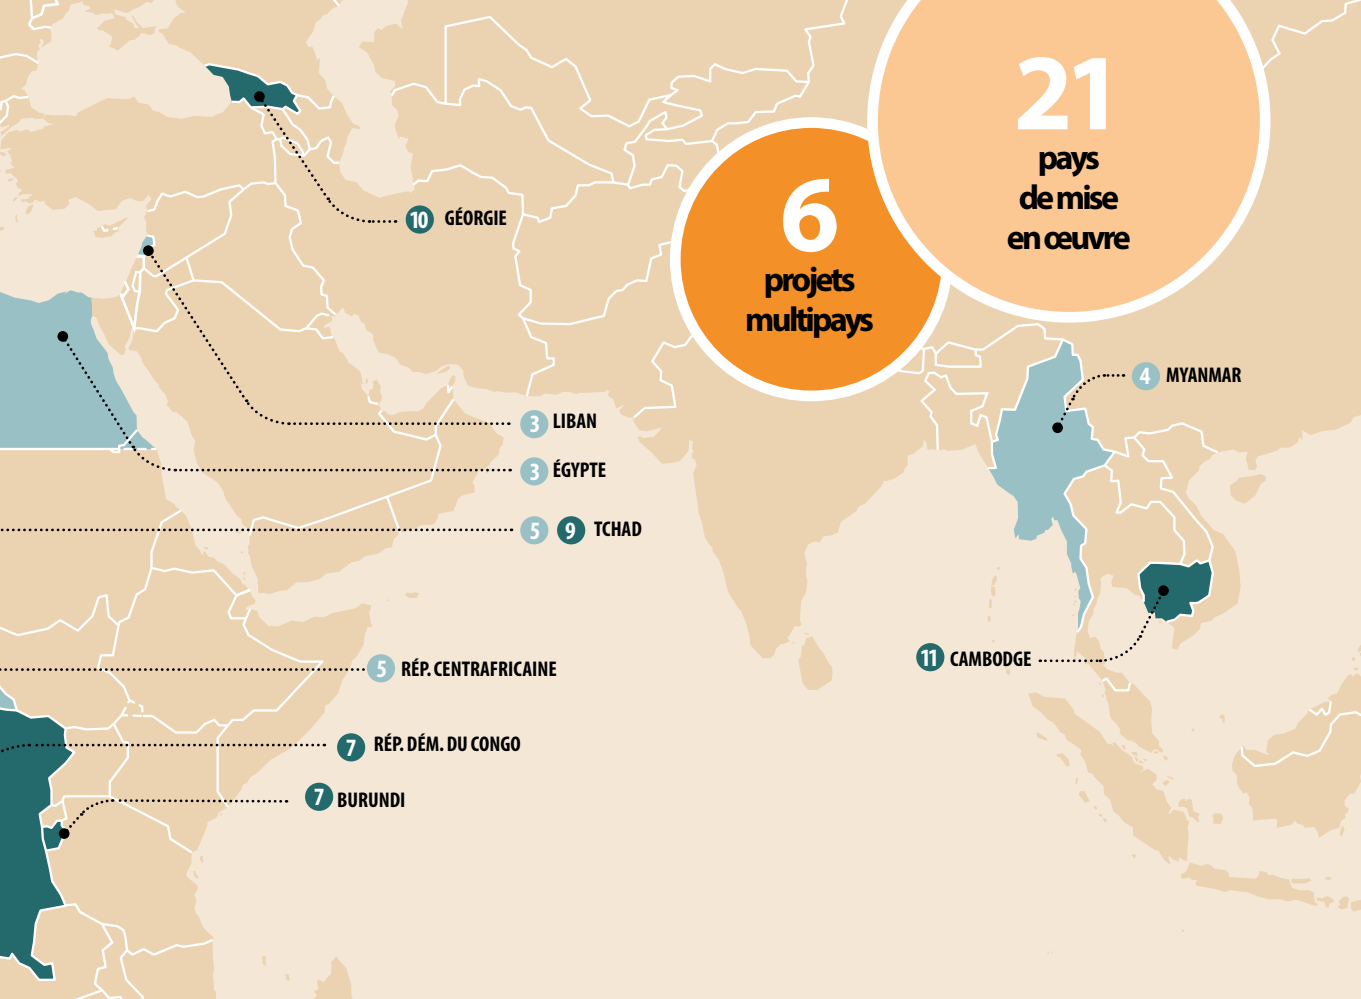 21
pays
de mise
en œuvre
6
projets
multipays
10 GÉORGIE
4 MYANMAR
3 LIBAN
3 ÉGYPTE
5 9 TCHAD
11 CAMBODGE
5 RÉP. CENTRAFRICAINE
7 RÉP. DÉM. DU CONGO
7 BURUNDI